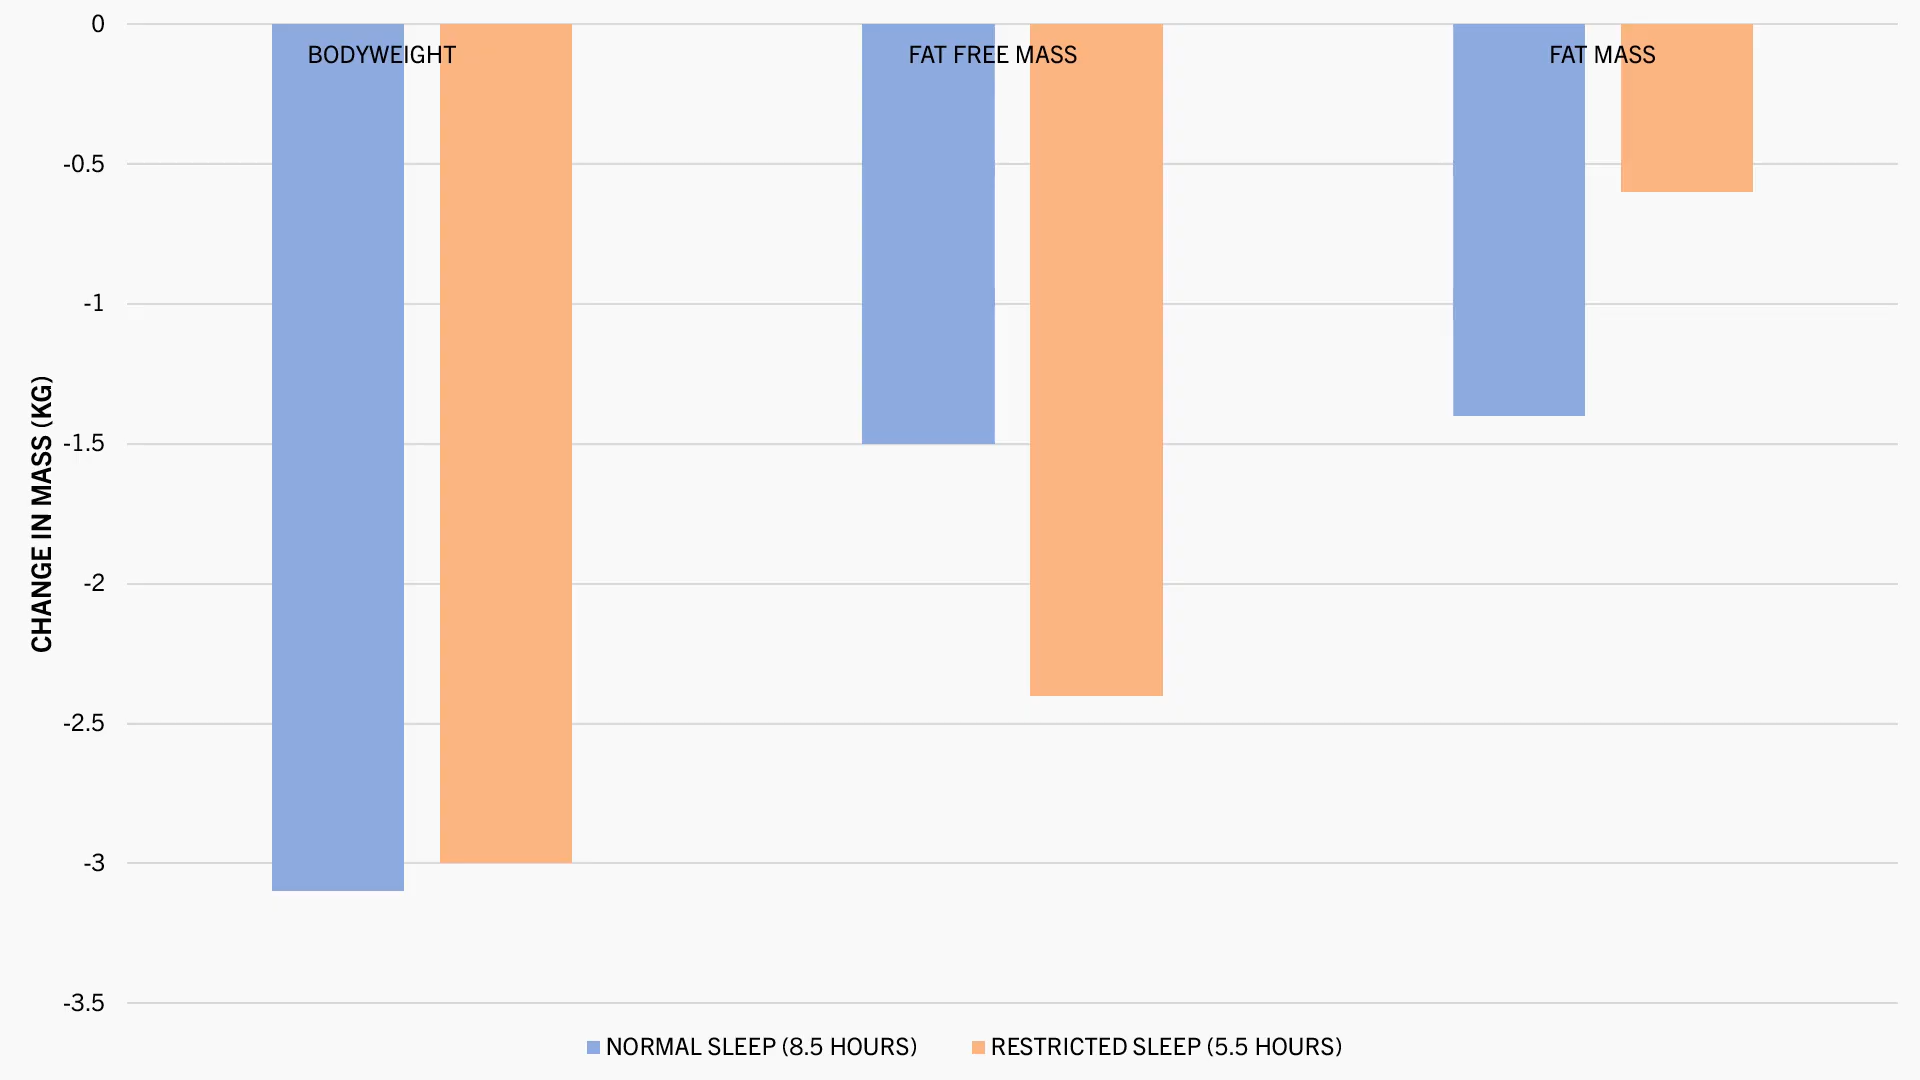 0
BODYWEIGHT
FAT FREE MASS
FAT MASS
-0.5
-1
-1.5
-2
-2.5
-3
-3.5
CHANGE IN MASS (KG)
NORMAL SLEEP (8.5 HOURS)
RESTRICTED SLEEP (5.5 HOURS)